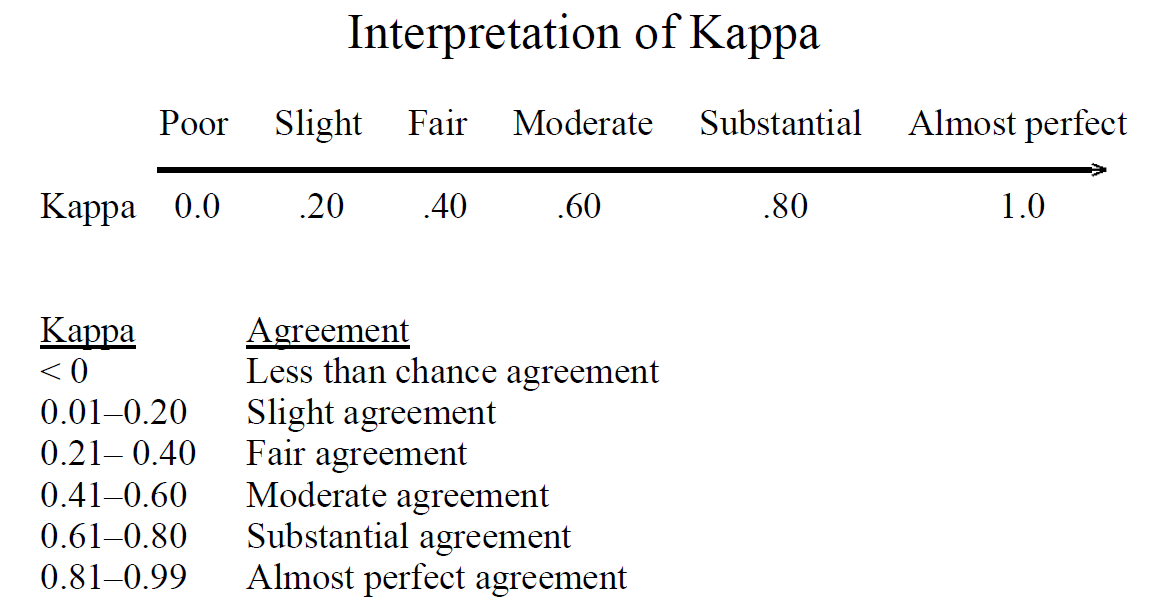 Interpretation of Kappa
Poor Slight Fair Moderate Substantial Almost perfect
Kappa 0.0 .20 .40 .60 .80 1.0
Kappa Agreement
< 0 Less than chance agreement
0.01–0.20 Slight agreement
0.21– 0.40 Fair agreement
0.41–0.60 Moderate agreement
0.61–0.80 Substantial agreement
0.81–0.99 Almost perfect agreement